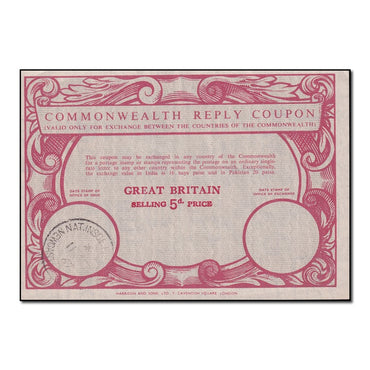 COMMONWEALTH REPLY COUPON
(VALID ONLY FOR EXCHANGE BETWEEN THE COUNTRIES OF THE COMMONWEALTH)
This coupon may be exchanged in any country of the Commonwealth
for a postage stamp or stamps representing the postage on an ordinary single-
rate letter to any other country within the Commonwealth. Exceptionally,
the exchange value in India is 16 naya paise and in Pakistan 20 paisa.
DATE STAMP OF
OFFICE OF ISSUE
GREAT BRITAIN
SELLING 5d. PRICE
DATE STAMP OF
OFFICE OF EXCHANGE
HARRISON AND SONS, LTD., CAVENDISH SQUARE, LONDON